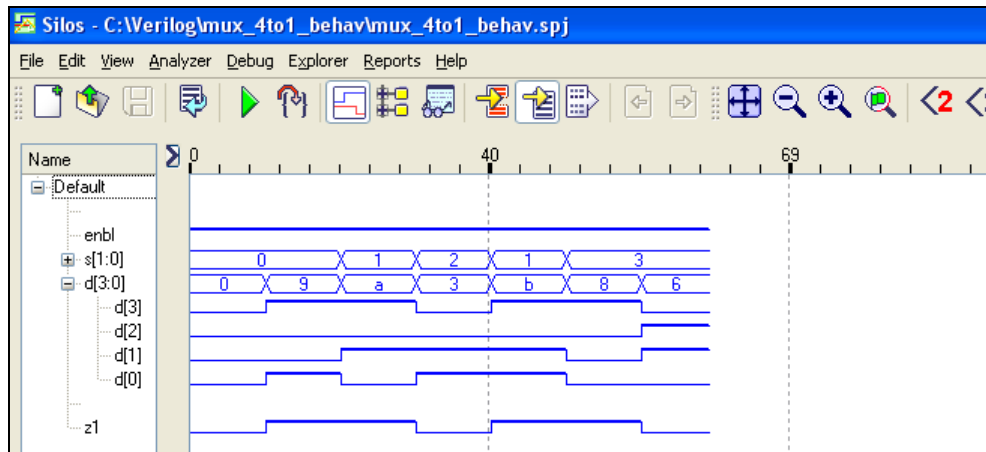 Silos - C:\Verilog\mux_4to1_behav\mux_4to1_behav.spj
File Edit View Analyzer Debug Explorer Reports Help
2
Name 0 40 69
Default
enbl
s[1:0] 0 1 2 1 3
d[3:0] 0 9 a 3 b 8 6
d[3]
d[2]
d[1]
d[0]
z1